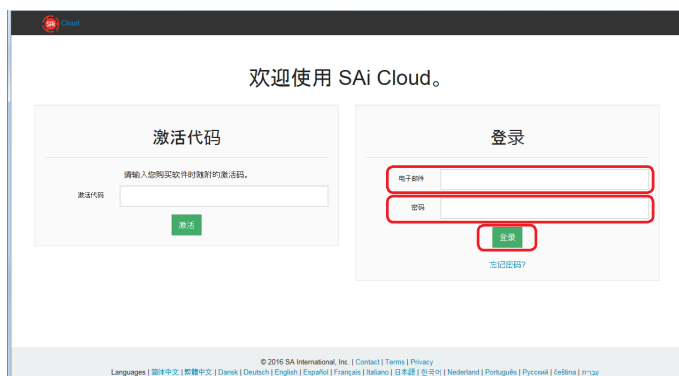 SAi Cloud
欢迎使用 SAi Cloud。
激活代码
请输入您购买软件时随附的激活码。
激活代码
激活
登录
电子邮件
密码
登录
忘记密码?
© 2016 SA International, Inc. | Contact | Terms | Privacy
Languages | 简体中文 | 繁體中文 | Dansk | Deutsch | English | Español | Français | Italiano | 日本語 | 한국어 | Nederland | Português | Русский | čeština | עברית